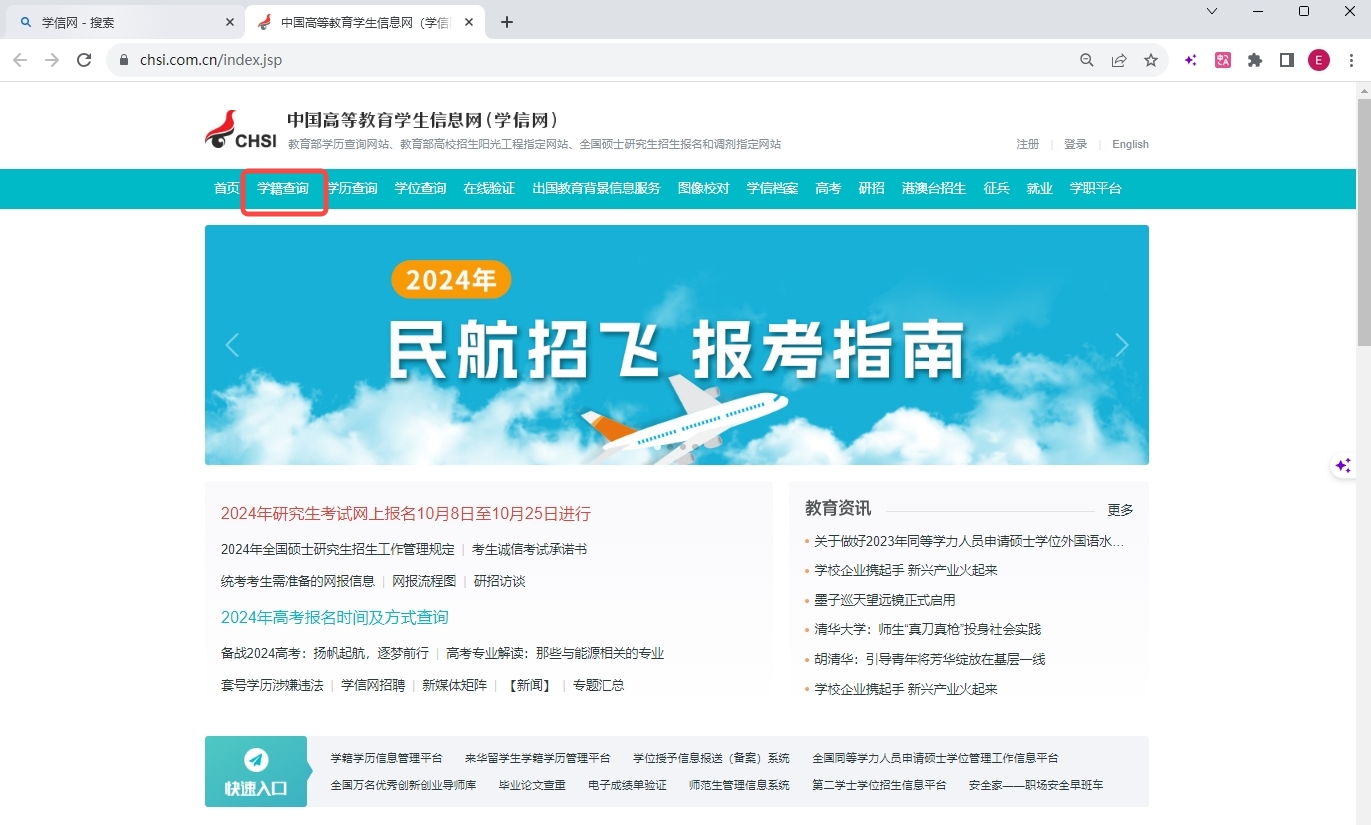 学信网 - 搜索
中国高等教育学生信息网（学信
chsi.com.cn/index.jsp
E
CHSI
中国高等教育学生信息网(学信网)
教育部学历查询网站、教育部高校招生阳光工程指定网站、全国硕士研究生招生报名和调剂指定网站
注册 | 登录 | English
首页 学籍查询 学历查询 学位查询 在线验证 出国教育背景信息服务 图像校对 学信档案 高考 研招 港澳台招生 征兵 就业 学职平台
2024年
民航招飞 报考指南
2024年研究生考试网上报名10月8日至10月25日进行
2024年全国硕士研究生招生工作管理规定 | 考生诚信考试承诺书
统考考生需准备的网报信息 | 网报流程图 | 研招访谈
2024年高考报名时间及方式查询
备战2024高考：扬帆起航，逐梦前行 | 高考专业解读：那些与能源相关的专业
套号学历涉嫌违法 | 学信网招聘 | 新媒体矩阵 | 【新闻】 | 专题汇总
教育资讯 更多
关于做好2023年同等学力人员申请硕士学位外国语水…
学校企业携起手 新兴产业火起来
墨子巡天望远镜正式启用
清华大学：师生“真刀真枪”投身社会实践
胡清华：引导青年将芳华绽放在基层一线
学校企业携起手 新兴产业火起来
快速入口
学籍学历信息管理平台 来华留学生学籍学历管理平台 学位授予信息报送（备案）系统 全国同等学力人员申请硕士学位管理工作信息平台
全国万名优秀创新创业导师库 毕业论文查重 电子成绩单验证 师范生管理信息系统 第二学士学位招生信息平台 安全家——职场安全早班车